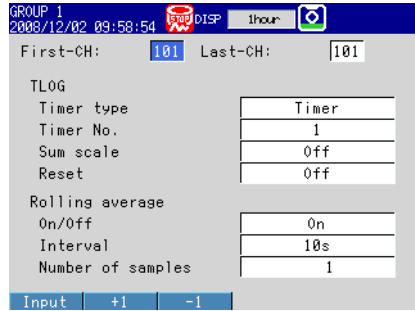 GROUP 1
2008/12/02 09:58:54 STOP DISP 1hour
First-CH: 101 Last-CH: 101
TLOG
Timer type Timer
Timer No. 1
Sum scale Off
Reset Off
Rolling average
On/Off On
Interval 10s
Number of samples 1
Input +1 -1